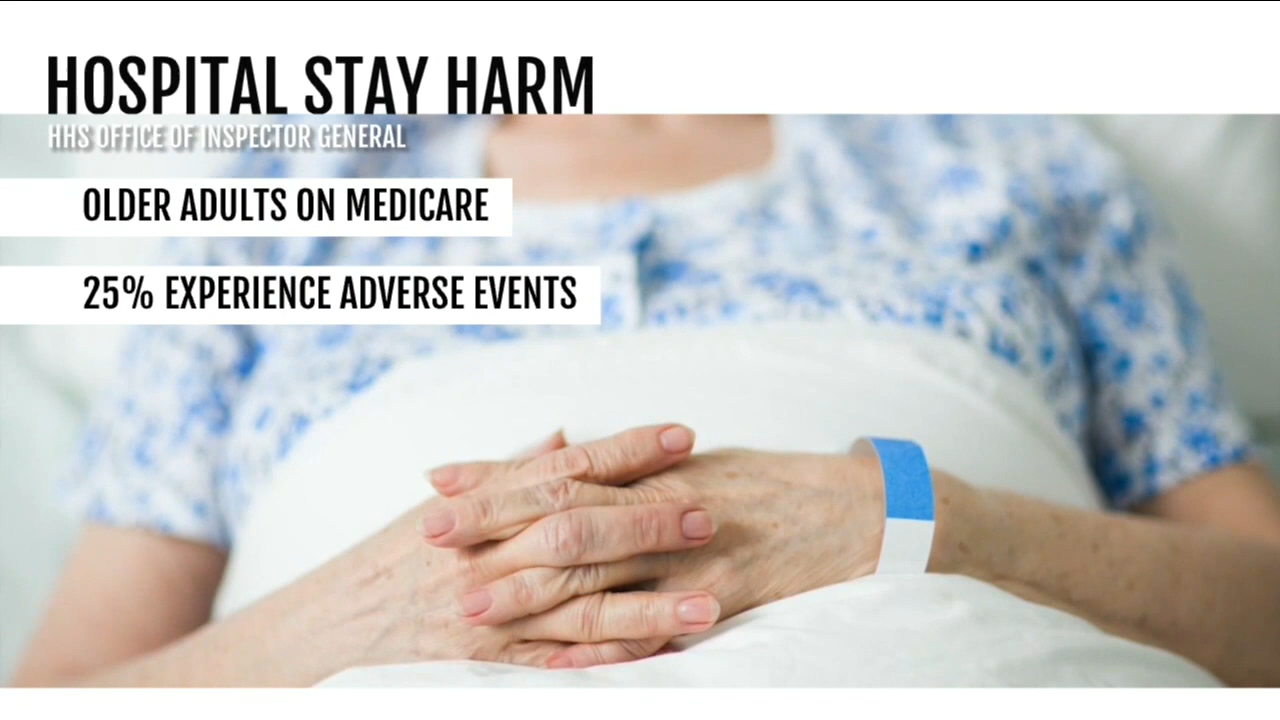 HOSPITAL STAY HARM
HHS OFFICE OF INSPECTOR GENERAL
OLDER ADULTS ON MEDICARE
25% EXPERIENCE ADVERSE EVENTS